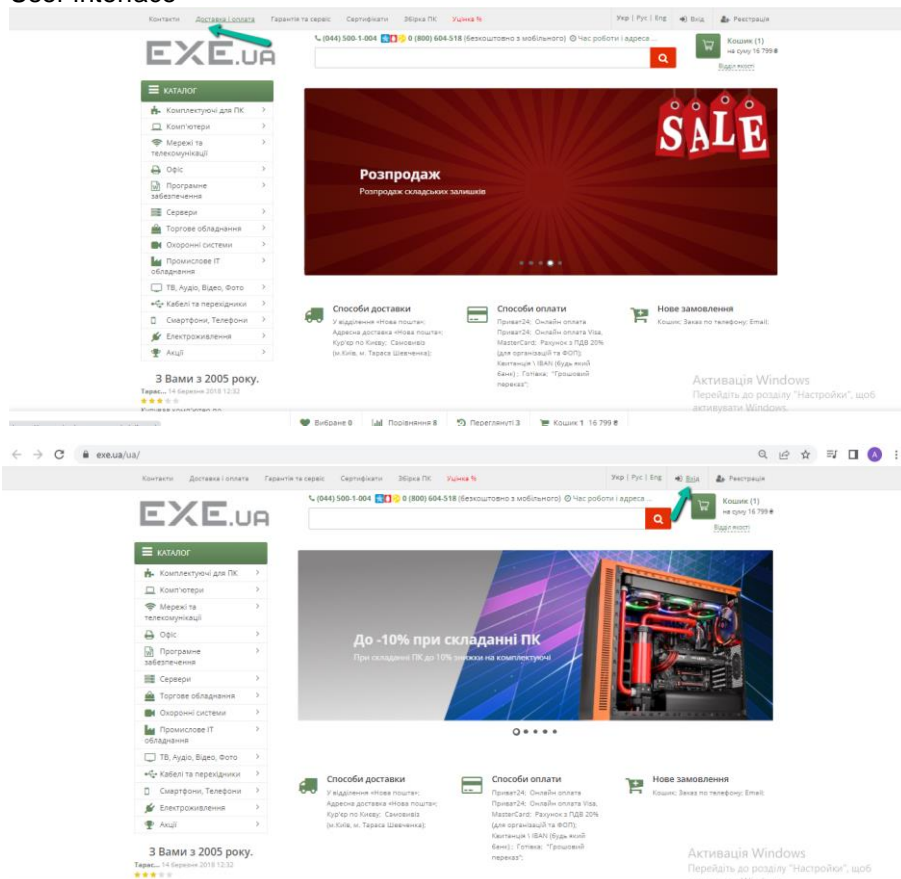 User Interface
Контакти Доставка і оплата Гарантія та сервіс Сертифікати Збірка ПК Уцінка % Укр | Рус | Eng Вхід Реєстрація
EXE.UA
(044) 500-1-004 0 (800) 604-518 (безкоштовно з мобільного) Час роботи і адреса ...
Кошик (1)
на суму 16 799 ₴
Відділ якості
КАТАЛОГ
Комплектуючі для ПК
Комп'ютери
Мережі та
телекомунікації
Офіс
Програмне
забезпечення
Сервери
Торгове обладнання
Охоронні системи
Промислове IT
обладнання
ТВ, Аудіо, Відео, Фото
Кабелі та перехідники
Смартфони, Телефони
Електроживлення
Акції
З Вами з 2005 року.
Тарас... 14 березня 2018 12:32
SALE
Розпродаж
Розпродаж складських залишків
Способи доставки
У відділення «Нова пошта»;
Адресна доставка «Нова пошта»;
Кур'єр по Києву; Самовивіз
(м.Київ, м. Тараса Шевченка);
Способи оплати
Приват24; Онлайн оплата
Приват24; Онлайн оплата Visa,
MasterCard; Рахунок з ПДВ 20%
(для організацій та ФОП);
Квитанція \ IBAN (будь який
банк) ; Готівка; "Грошовий
переказ";
Нове замовлення
Кошик; Заказ по телефону; Email;
Активація Windows
Перейдіть до розділу "Настройки", щоб
активувати Windows.
Вибране 0 Порівняння 8 Переглянуті 3 Кошик 1 16 799 ₴
exe.ua/ua/
A
Контакти Доставка і оплата Гарантія та сервіс Сертифікати Збірка ПК Уцінка % Укр | Рус | Eng Вхід Реєстрація
EXE.UA
(044) 500-1-004 0 (800) 604-518 (безкоштовно з мобільного) Час роботи і адреса ...
Кошик (1)
на суму 16 799 ₴
Відділ якості
КАТАЛОГ
Комплектуючі для ПК
Комп'ютери
Мережі та
телекомунікації
Офіс
Програмне
забезпечення
Сервери
Торгове обладнання
Охоронні системи
Промислове IT
обладнання
ТВ, Аудіо, Відео, Фото
Кабелі та перехідники
Смартфони, Телефони
Електроживлення
Акції
З Вами з 2005 року.
Тарас... 14 березня 2018 12:32
До -10% при складанні ПК
При складанні ПК до 10% знижки на комплектуючі
Способи доставки
У відділення «Нова пошта»;
Адресна доставка «Нова пошта»;
Кур'єр по Києву; Самовивіз
(м.Київ, м. Тараса Шевченка);
Способи оплати
Приват24; Онлайн оплата
Приват24; Онлайн оплата Visa,
MasterCard; Рахунок з ПДВ 20%
(для організацій та ФОП);
Квитанція \ IBAN (будь який
банк) ; Готівка; "Грошовий
переказ";
Нове замовлення
Кошик; Заказ по телефону; Email;
Активація Windows
Перейдіть до розділу "Настройки", щоб